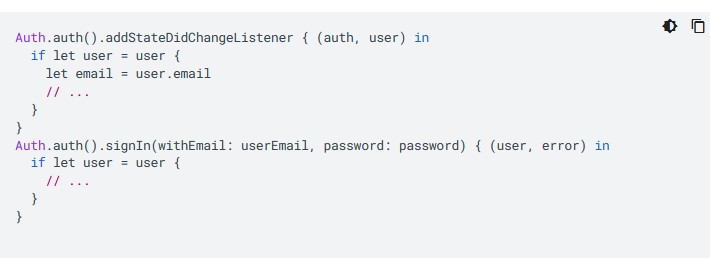 Auth.auth().addStateDidChangeListener { (auth, user) in
  if let user = user {
    let email = user.email
    // ...
  }
}
Auth.auth().signIn(withEmail: userEmail, password: password) { (user, error) in
  if let user = user {
    // ...
  }
}